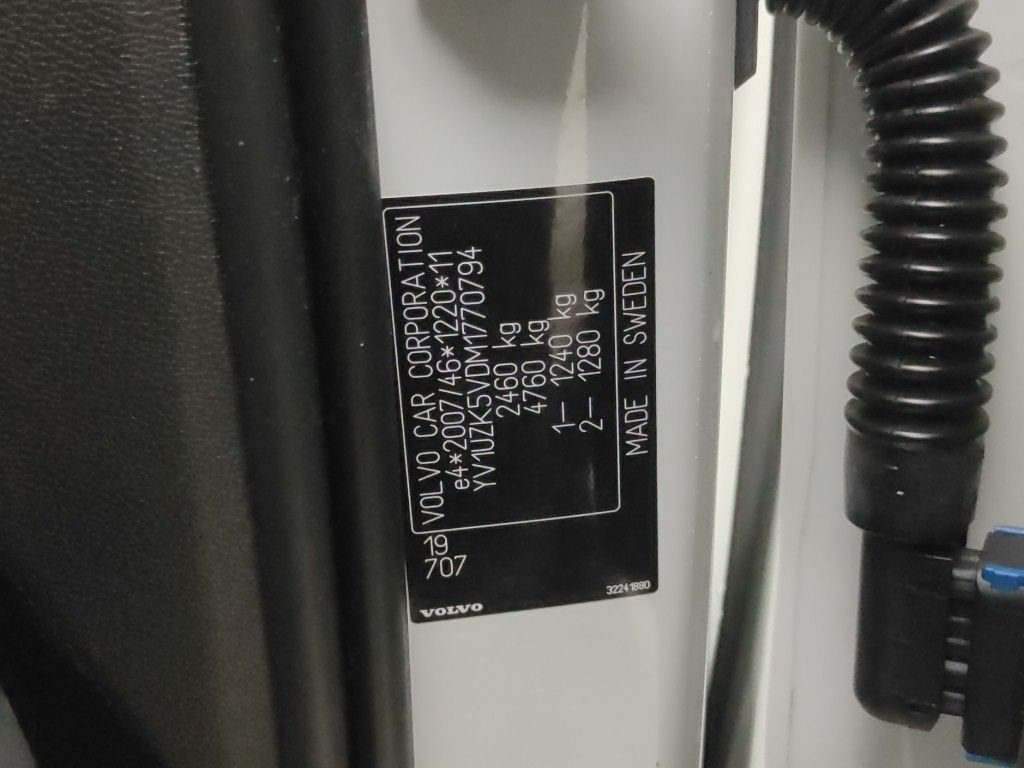 VOLVO CAR CORPORATION
e4*2007/46*1220*11
YV1UZK5VDM1770794
2460 kg
4760 kg
1– 1240 kg
2– 1280 kg
MADE IN SWEDEN
19
707
VOLVO
32241880